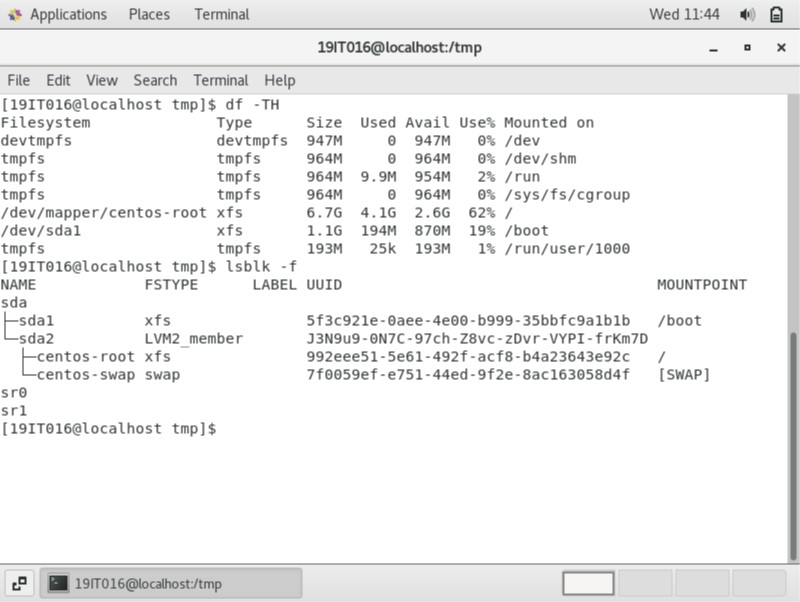 Applications Places Terminal Wed 11:44
19IT016@localhost:/tmp
File Edit View Search Terminal Help
[19IT016@localhost tmp]$ df -TH
Filesystem Type Size Used Avail Use% Mounted on
devtmpfs devtmpfs 947M 0 947M 0% /dev
tmpfs tmpfs 964M 0 964M 0% /dev/shm
tmpfs tmpfs 964M 9.9M 954M 2% /run
tmpfs tmpfs 964M 0 964M 0% /sys/fs/cgroup
/dev/mapper/centos-root xfs 6.7G 4.1G 2.6G 62% /
/dev/sda1 xfs 1.1G 194M 870M 19% /boot
tmpfs tmpfs 193M 25k 193M 1% /run/user/1000
[19IT016@localhost tmp]$ lsblk -f
NAME FSTYPE LABEL UUID MOUNTPOINT
sda
├─sda1 xfs 5f3c921e-0aee-4e00-b999-35bbfc9a1b1b /boot
└─sda2 LVM2_member J3N9u9-0N7C-97ch-Z8vc-zDvr-VYPI-frKm7D
├─centos-root xfs 992eee51-5e61-492f-acf8-b4a23643e92c /
└─centos-swap swap 7f0059ef-e751-44ed-9f2e-8ac163058d4f [SWAP]
sr0
sr1
[19IT016@localhost tmp]$
19IT016@localhost:/tmp